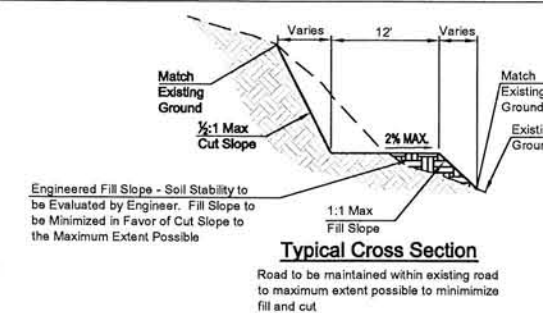 Varies
12'
Varies
Match
Existing
Ground
½:1 Max
Cut Slope
2% MAX.
Match
Existing
Ground
Engineered Fill Slope - Soil Stability to
be Evaluated by Engineer. Fill Slope to
be Minimized in Favor of Cut Slope to
the Maximum Extent Possible
1:1 Max
Fill Slope
Typical Cross Section
Road to be maintained within existing road
to maximum extent possible to minimimize
fill and cut